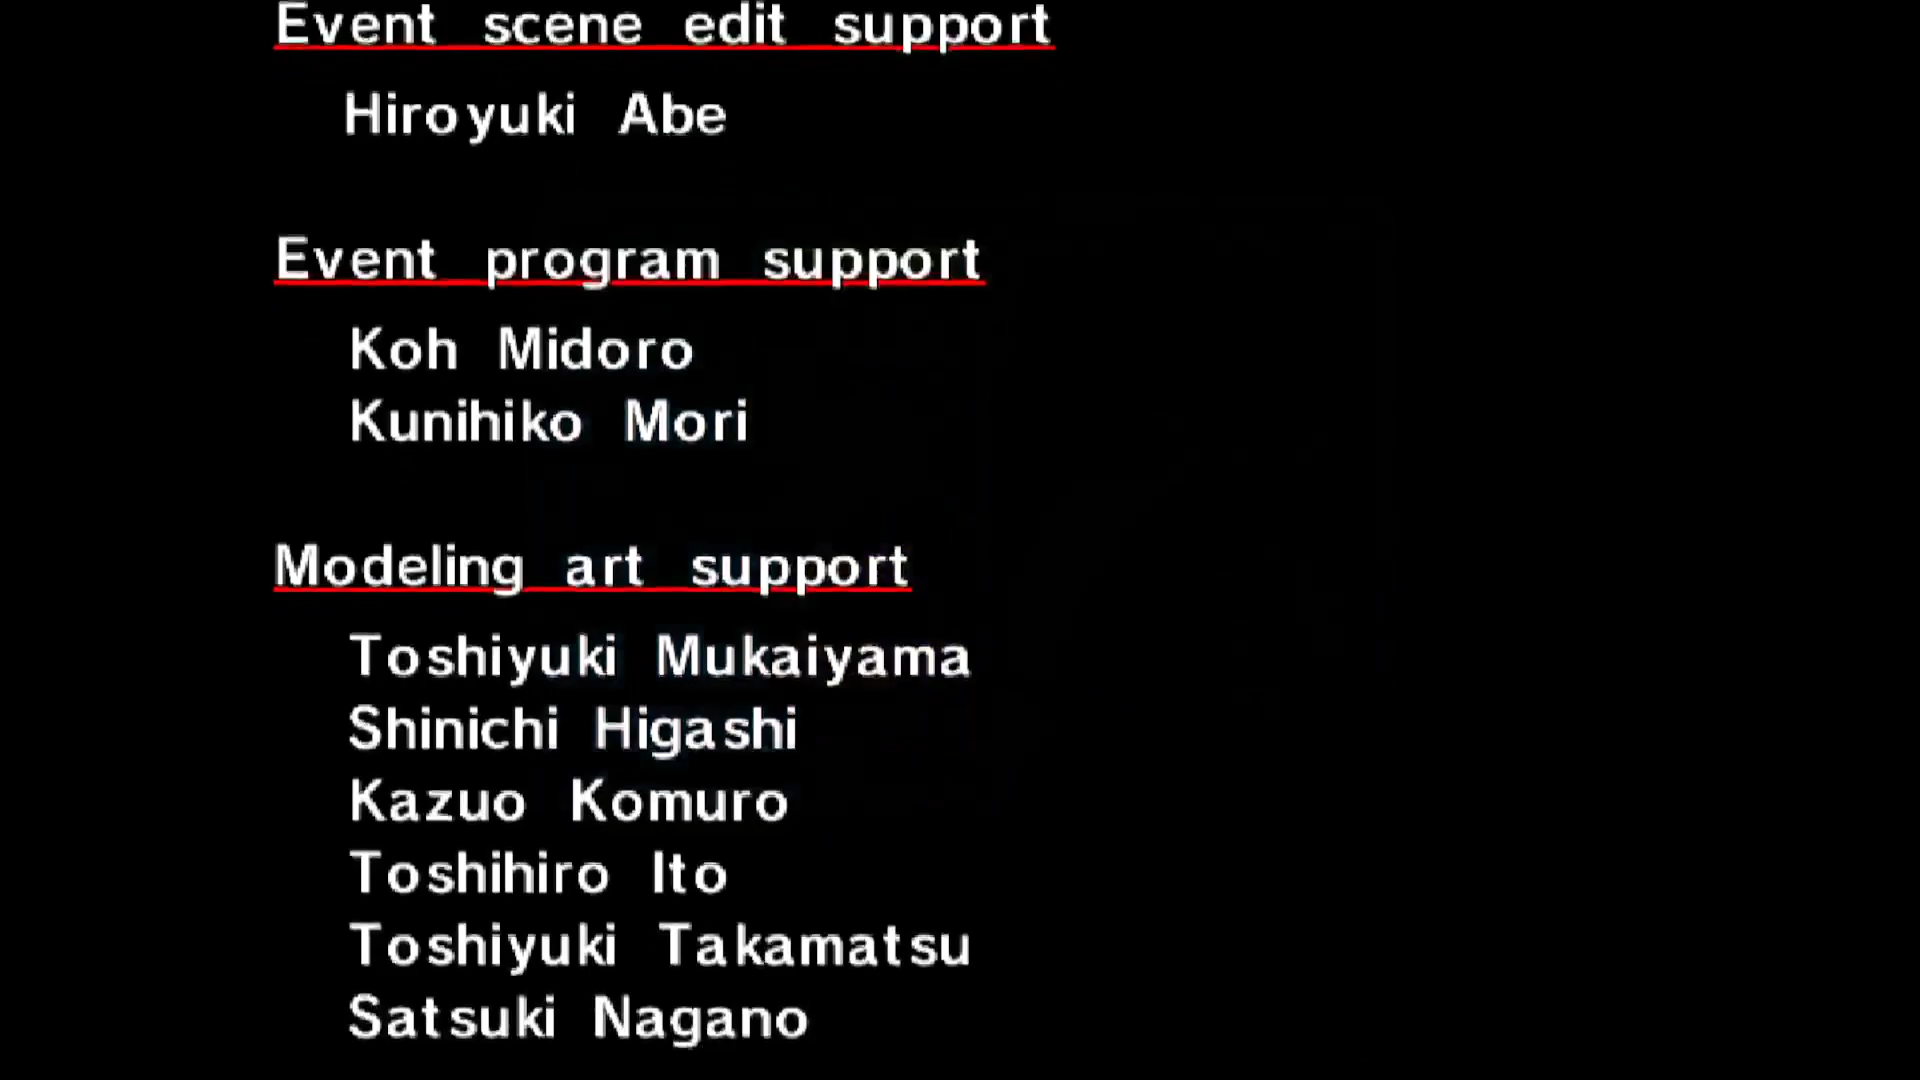 Event scene edit support
Hiroyuki Abe
Event program support
Koh Midoro
Kunihiko Mori
Modeling art support
Toshiyuki Mukaiyama
Shinichi Higashi
Kazuo Komuro
Toshihiro Ito
Toshiyuki Takamatsu
Satsuki Nagano